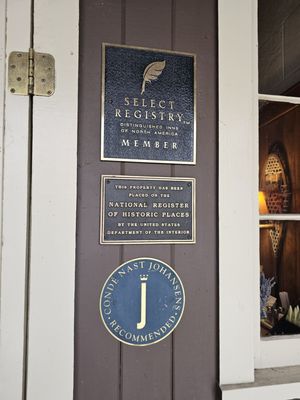 SELECT
REGISTRY™
DISTINGUISHED INNS
OF NORTH AMERICA
MEMBER
THIS PROPERTY HAS BEEN
PLACED ON THE
NATIONAL REGISTER
OF HISTORIC PLACES
BY THE UNITED STATES
DEPARTMENT OF THE INTERIOR
CONDE NAST JOHANSENS
J
RECOMMENDED